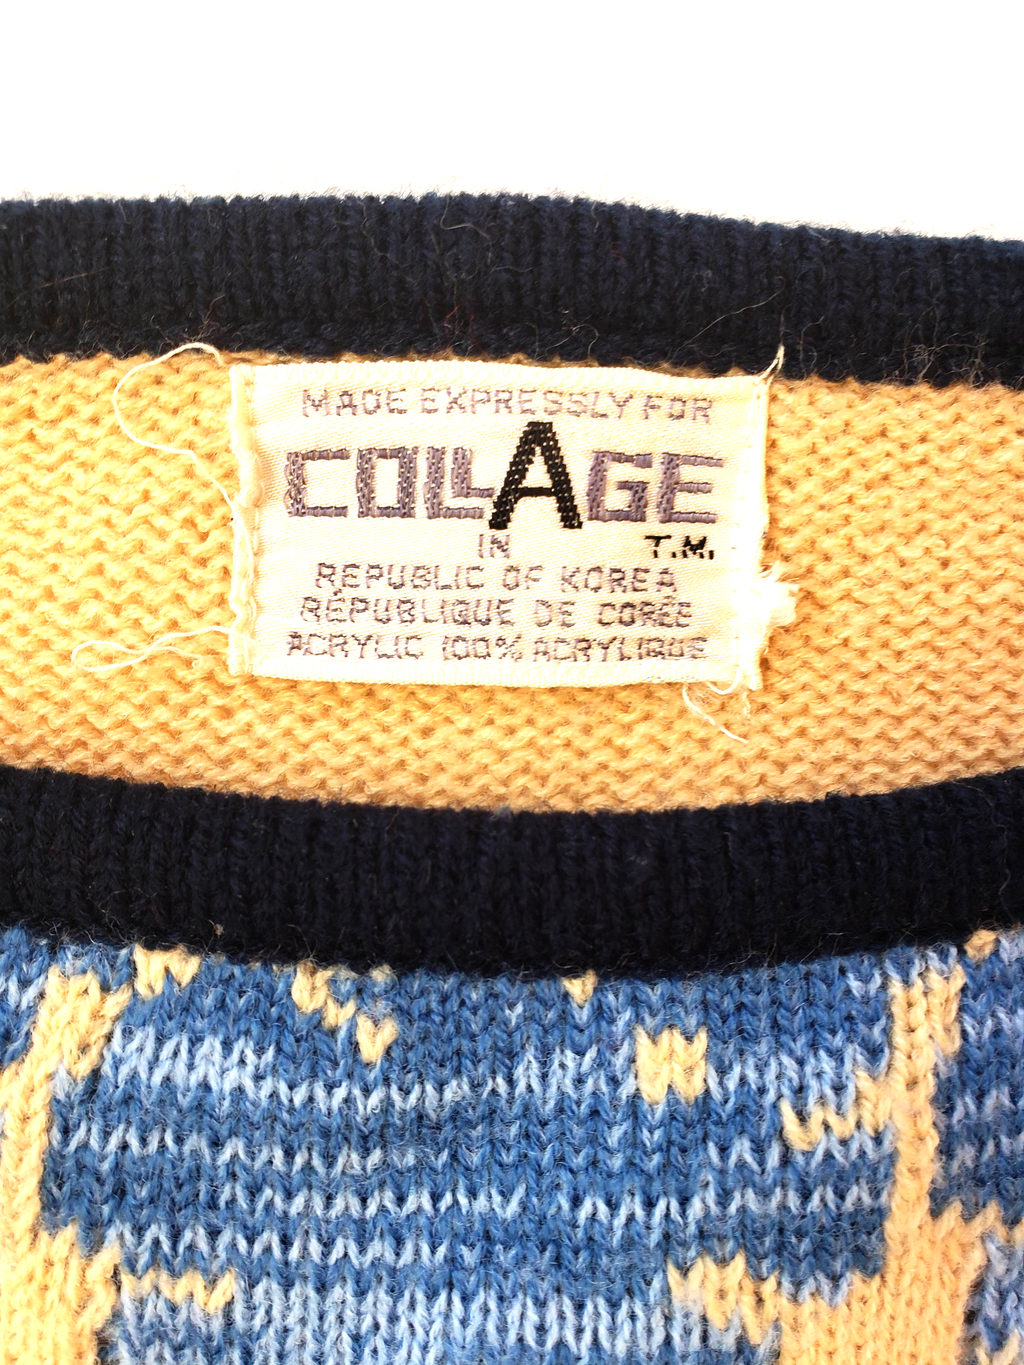 MADE EXPRESSLY FOR
COLLAGE
IN T.M.
REPUBLIC OF KOREA
RÉPUBLIQUE DE CORÉE
ACRYLIC 100% ACRYLIQUE